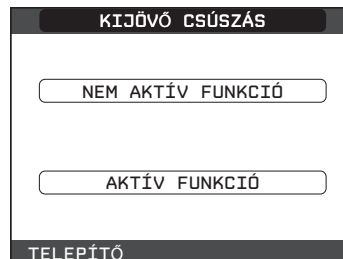 KIJÖVŐ CSÚSZÁS
NEM AKTÍV FUNKCIÓ
AKTÍV FUNKCIÓ
TELEPÍTŐ